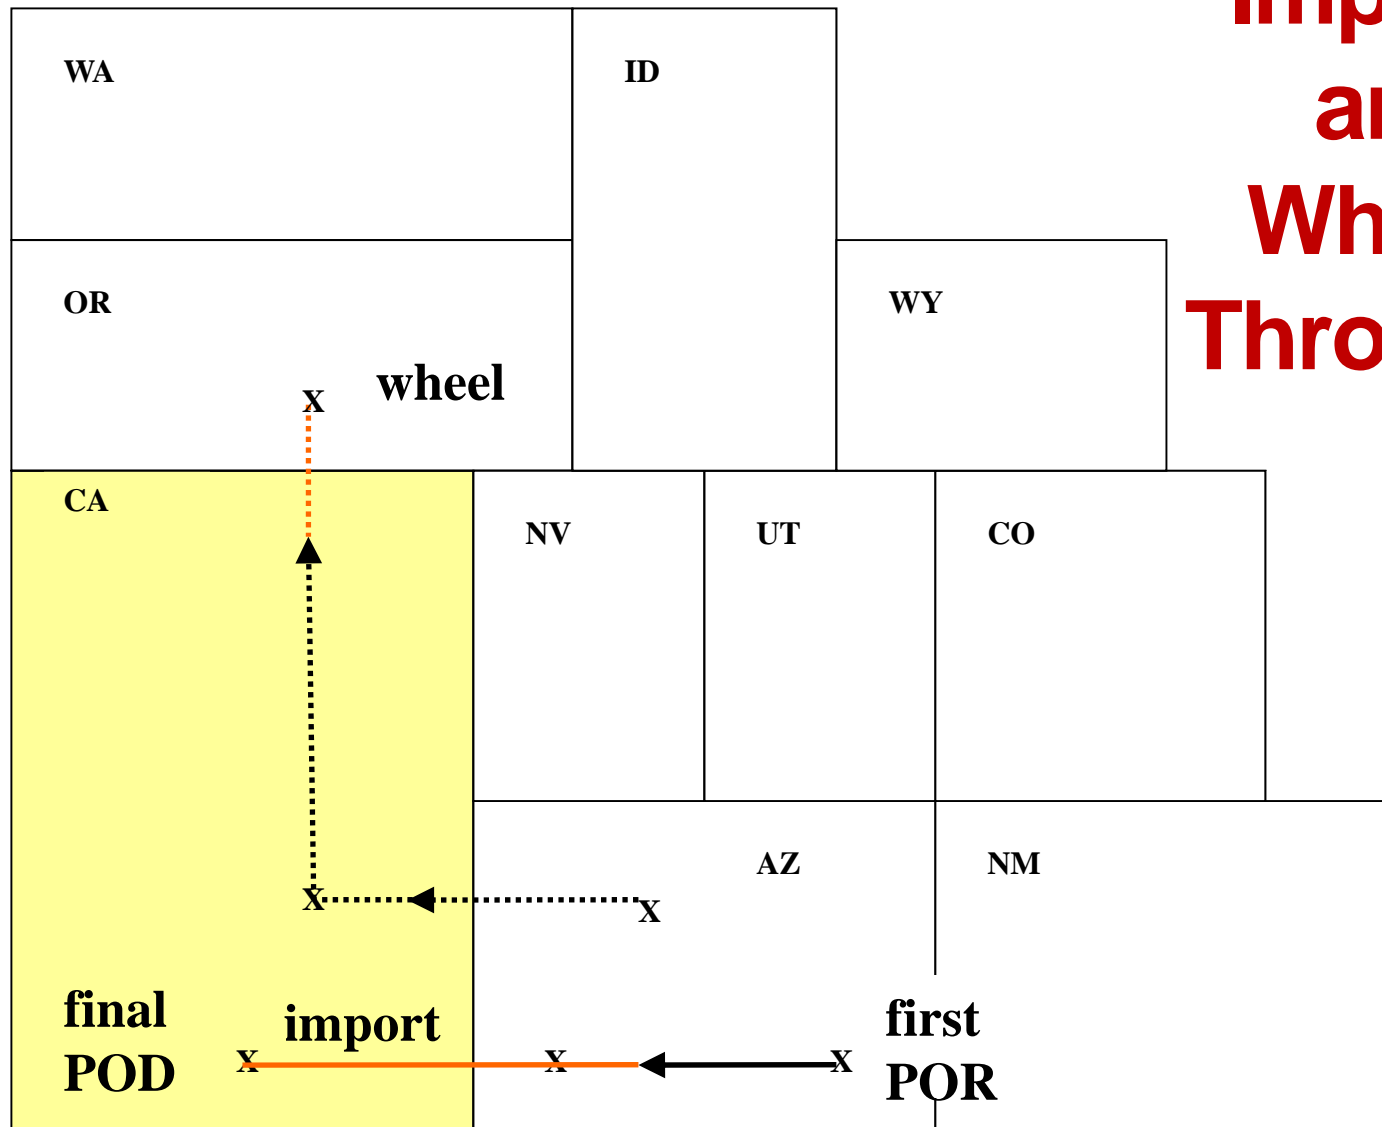 WA
ID
OR
WY
wheel
X
CA
NV
UT
CO
AZ
NM
X
X
final
POD
import
first
POR
X
X
X